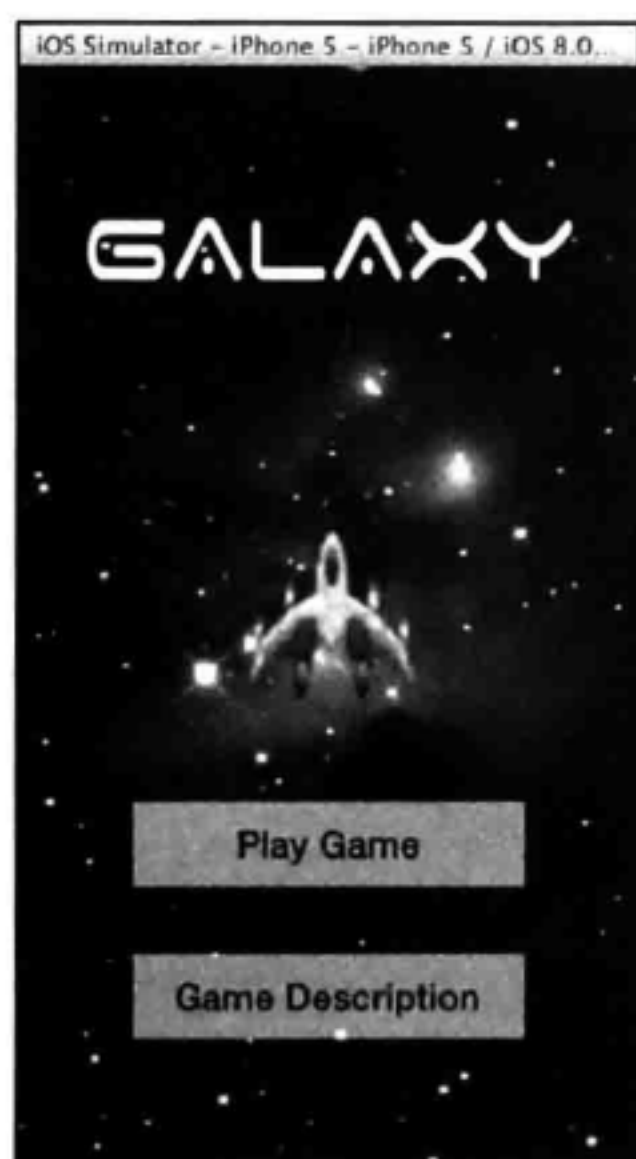 iOS Simulator – iPhone 5 – iPhone 5 / iOS 8.0...
GALAXY
Play Game
Game Description